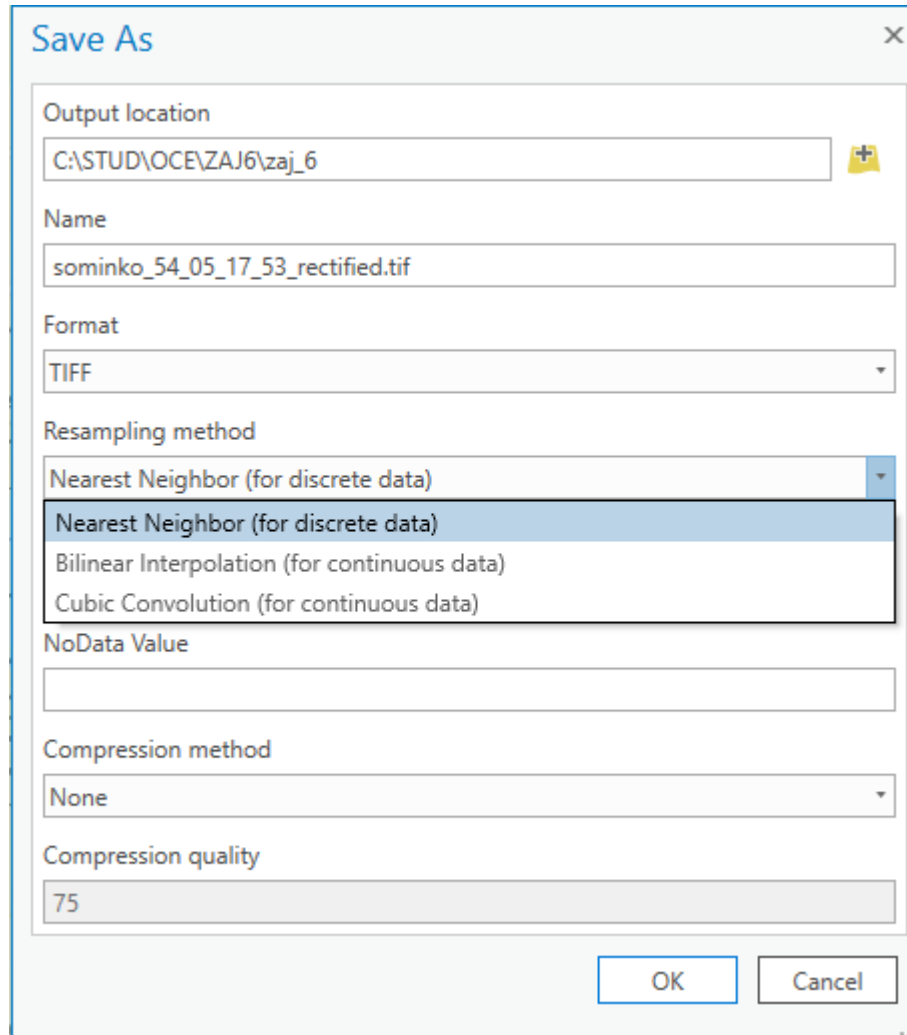 Save As
Output location
C:\STUD\OCE\ZAJ6\zaj_6
Name
sominko_54_05_17_53_rectified.tif
Format
TIFF
Resampling method
Nearest Neighbor (for discrete data)
Nearest Neighbor (for discrete data)
Bilinear Interpolation (for continuous data)
Cubic Convolution (for continuous data)
NoData Value
Compression method
None
Compression quality
75
OK
Cancel